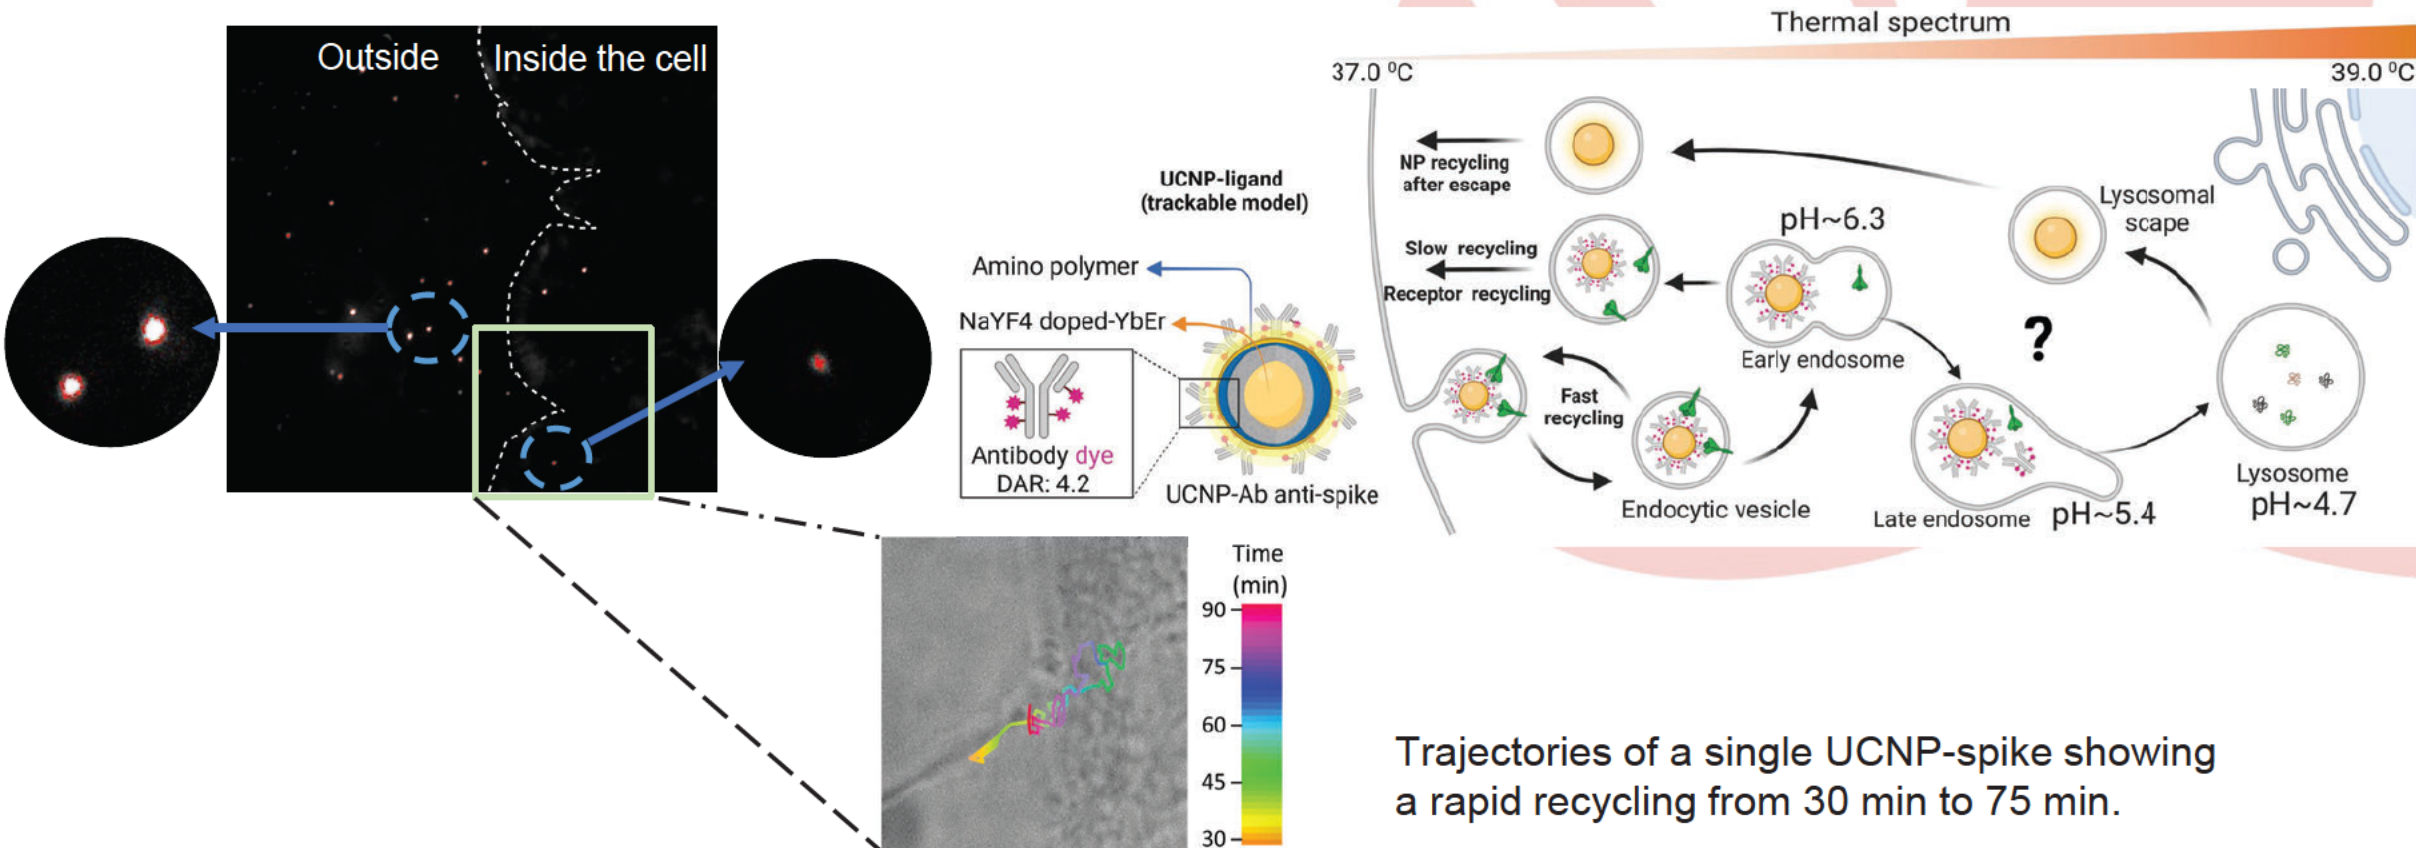 Outside
Inside the cell
Thermal spectrum
37.0 ⁰C
39.0 ⁰C
UCNP-ligand
(trackable model)
Amino polymer
NaYF4 doped-YbEr
Antibody dye
DAR: 4.2
UCNP-Ab anti-spike
NP recycling
after escape
Slow recycling
Receptor recycling
Fast
recycling
Endocytic vesicle
pH~6.3
Early endosome
?
Late endosome
pH~5.4
Lysosomal
scape
Lysosome
pH~4.7
Time
(min)
90
75
60
45
30
Trajectories of a single UCNP-spike showing
a rapid recycling from 30 min to 75 min.